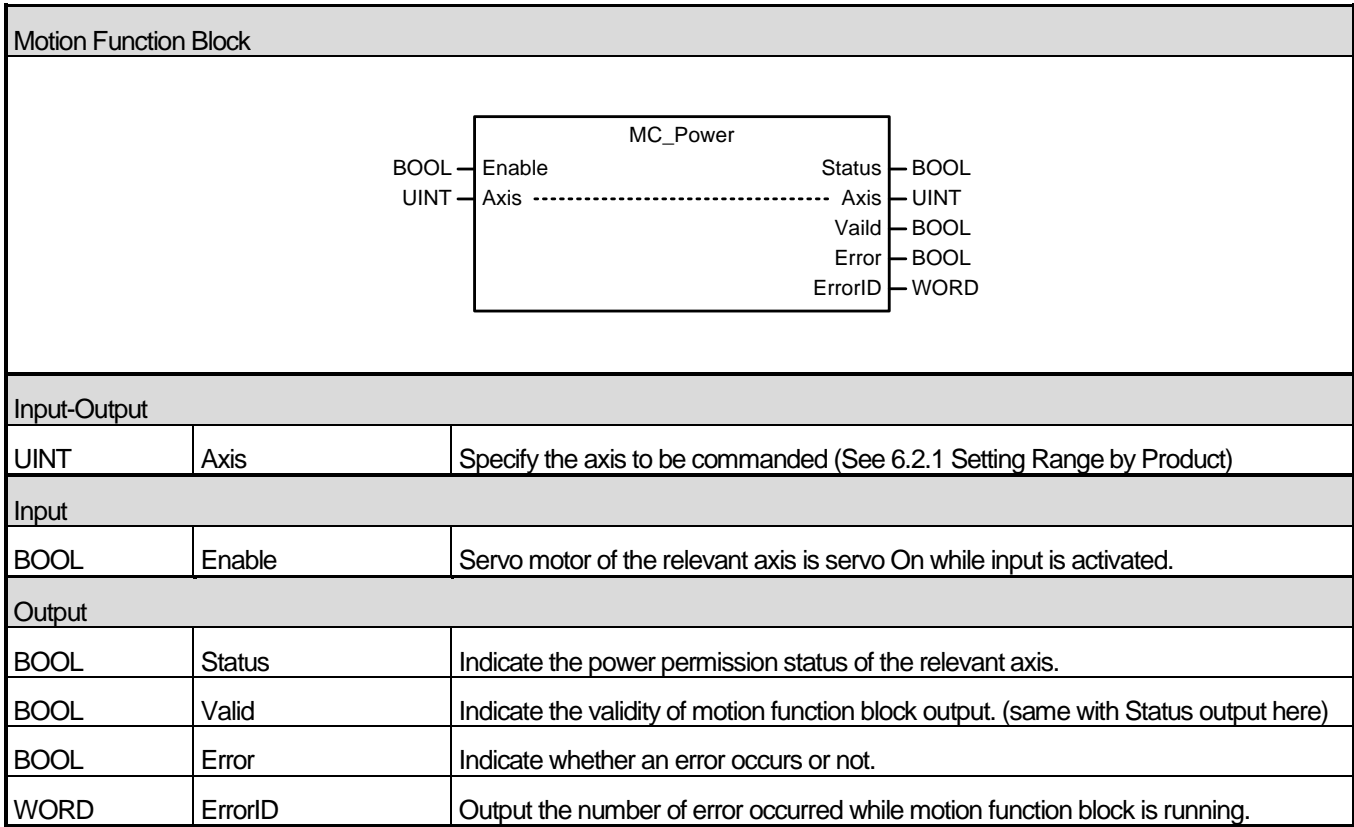 Motion Function Block
MC_Power
BOOL Enable Status BOOL
UINT Axis Axis UINT
Vaild BOOL
Error BOOL
ErrorID WORD
Input-Output
UINT Axis Specify the axis to be commanded (See 6.2.1 Setting Range by Product)
Input
BOOL Enable Servo motor of the relevant axis is servo On while input is activated.
Output
BOOL Status Indicate the power permission status of the relevant axis.
BOOL Valid Indicate the validity of motion function block output. (same with Status output here)
BOOL Error Indicate whether an error occurs or not.
WORD ErrorID Output the number of error occurred while motion function block is running.